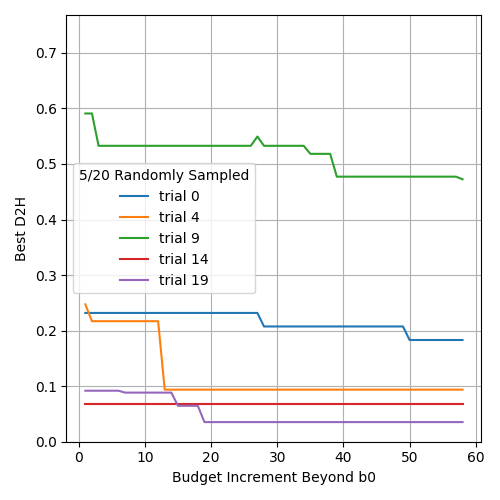 0.7
0.6
0.5
0.4
0.3
0.2
0.1
0.0
Best D2H
5/20 Randomly Sampled
trial 0
trial 4
trial 9
trial 14
trial 19
0 10 20 30 40 50 60
Budget Increment Beyond b0